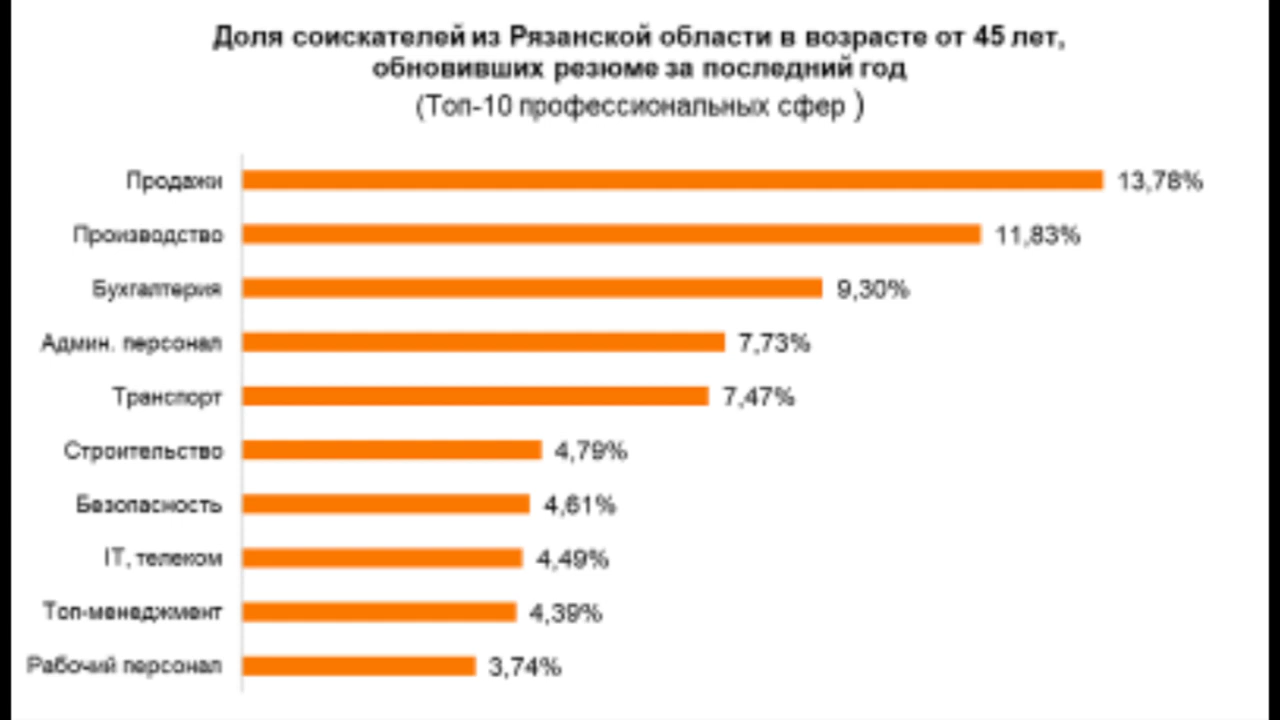 Доля соискателей из Рязанской области в возрасте от 45 лет,
обновивших резюме за последний год
(Топ-10 профессиональных сфер )
Продажи 13,78%
Производство 11,83%
Бухгалтерия 9,30%
Админ. персонал 7,73%
Транспорт 7,47%
Строительство 4,79%
Безопасность 4,61%
IT, телеком 4,49%
Топ-менеджмент 4,39%
Рабочий персонал 3,74%